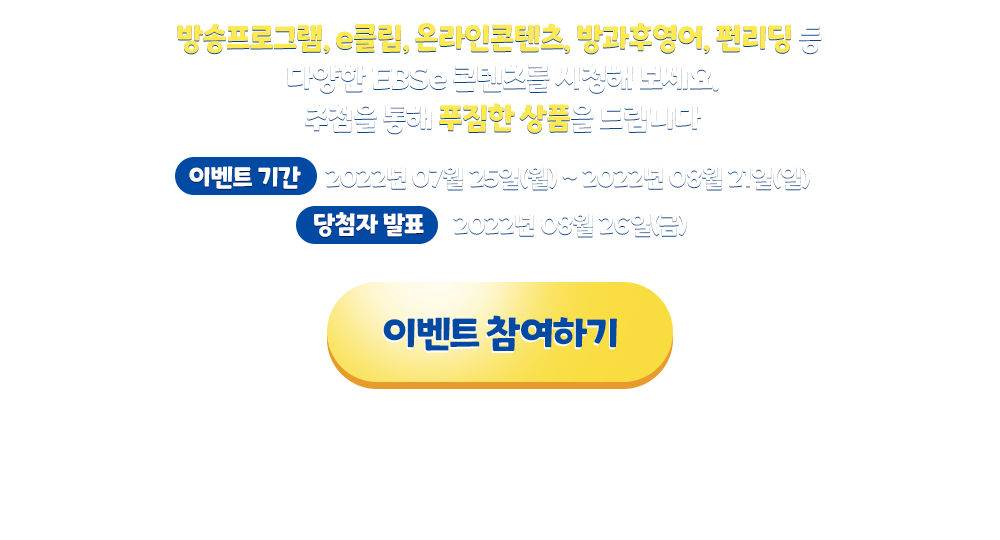 방송프로그램, e클립, 온라인콘텐츠, 방과후영어, 펀리딩 등
다양한 EBSe 콘텐츠를 시청해 보세요.
추첨을 통해 푸짐한 상품을 드립니다
이벤트 기간 2022년 07월 25일(월) ~ 2022년 08월 21일(일)
당첨자 발표 2022년 08월 26일(금)
이벤트 참여하기